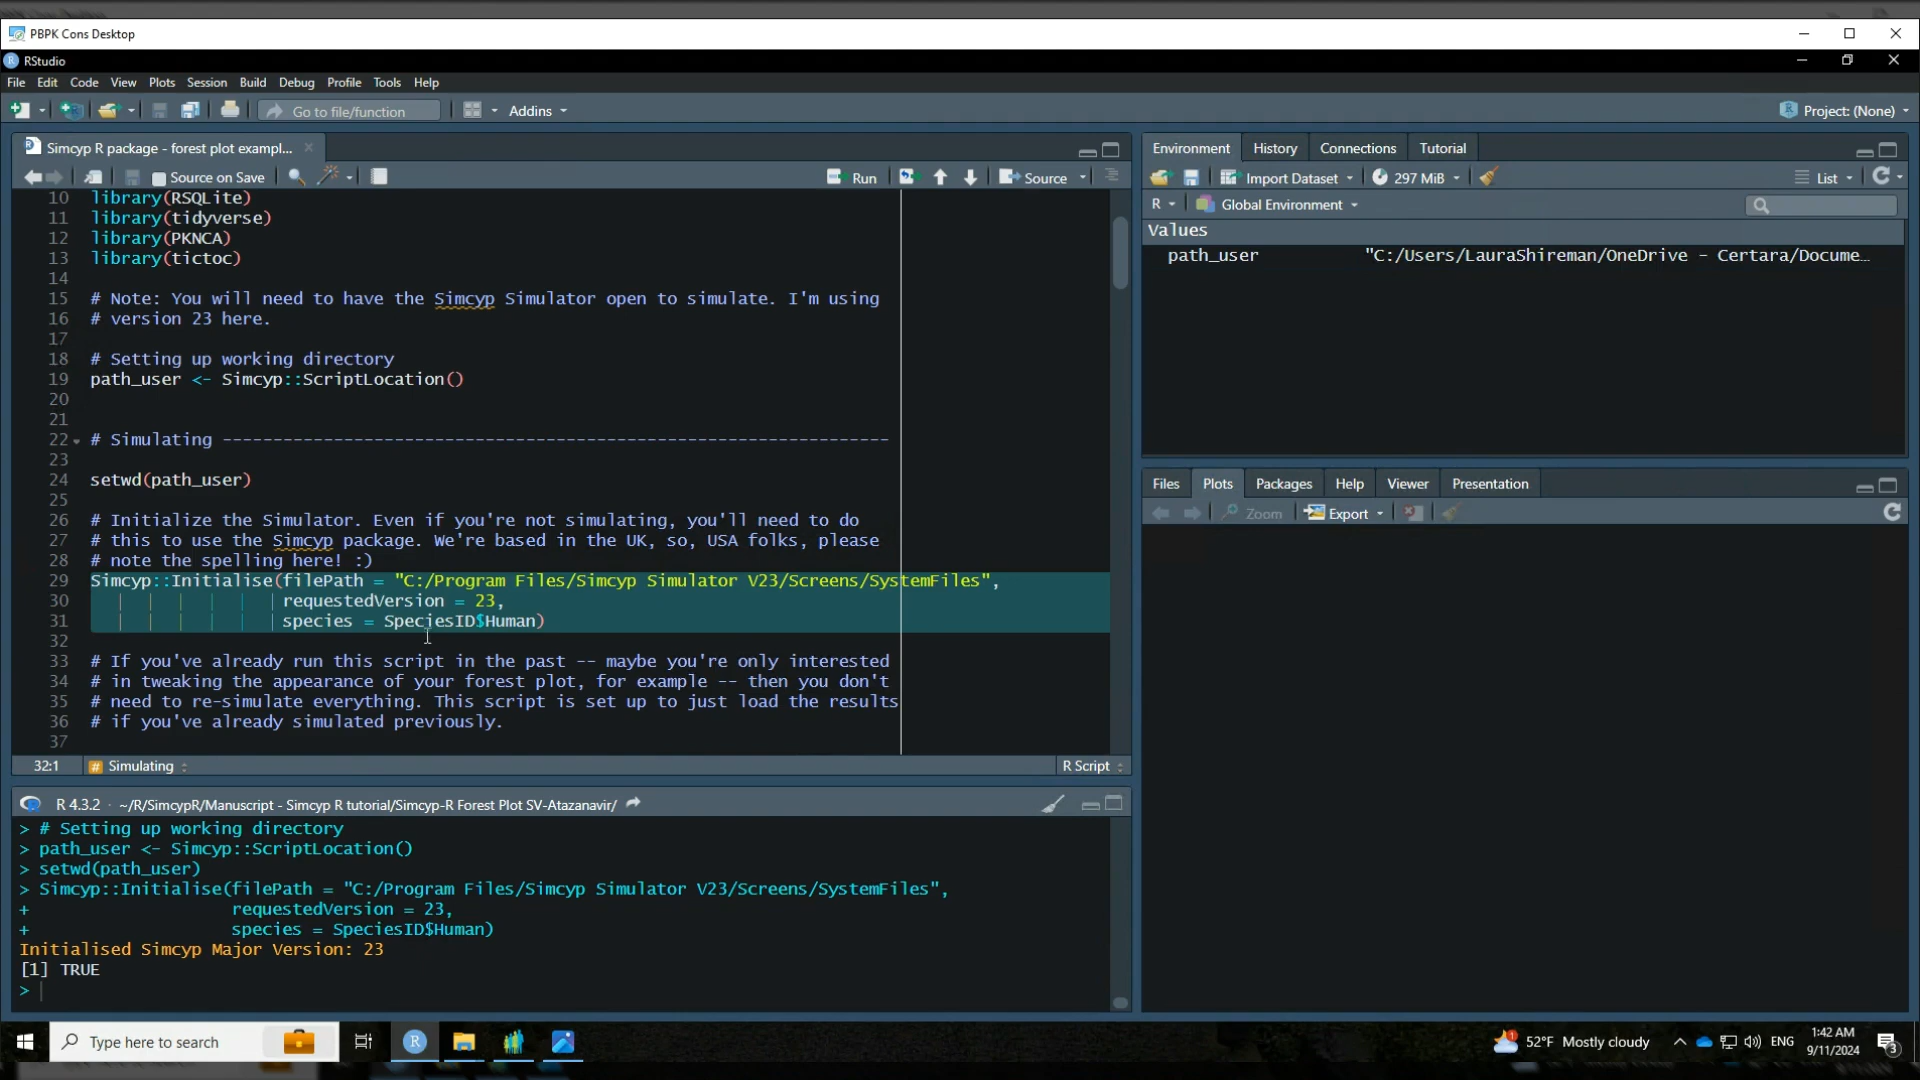 PBPK Cons Desktop
RStudio
File Edit Code View Plots Session Build Debug Profile Tools Help
Go to file/function Addins Project: (None)
Simcyp R package - forest plot exampl...
Source on Save Run Source
10 library(RSQLite)
11 library(tidyverse)
12 library(PKNCA)
13 library(tictoc)
14
15 # Note: You will need to have the Simcyp Simulator open to simulate. I'm using
16 # version 23 here.
17
18 # Setting up working directory
19 path_user <- Simcyp::ScriptLocation()
20
21
22 # Simulating ------------------------------------------------------------------
23
24 setwd(path_user)
25
26 # Initialize the Simulator. Even if you're not simulating, you'll need to do
27 # this to use the Simcyp package. We're based in the UK, so, USA folks, please
28 # note the spelling here! :)
29 Simcyp::Initialise(filePath = "C:/Program Files/Simcyp Simulator V23/Screens/SystemFiles",
30 requestedVersion = 23,
31 species = SpeciesID$Human)
32
33 # If you've already run this script in the past -- maybe you're only interested
34 # in tweaking the appearance of your forest plot, for example -- then you don't
35 # need to re-simulate everything. This script is set up to just load the results
36 # if you've already simulated previously.
37
32:1 # Simulating R Script
R 4.3.2 · ~/R/SimcypR/Manuscript - Simcyp R tutorial/Simcyp-R Forest Plot SV-Atazanavir/
> # Setting up working directory
> path_user <- Simcyp::ScriptLocation()
> setwd(path_user)
> Simcyp::Initialise(filePath = "C:/Program Files/Simcyp Simulator V23/Screens/SystemFiles",
+ requestedVersion = 23,
+ species = SpeciesID$Human)
Initialised Simcyp Major Version: 23
[1] TRUE
>
Environment History Connections Tutorial
Import Dataset 297 MiB List
R Global Environment
Values
path_user "C:/Users/LauraShireman/OneDrive - Certara/Docume…
Files Plots Packages Help Viewer Presentation
Zoom Export
Type here to search
52°F Mostly cloudy ENG 1:42 AM
9/11/2024 3